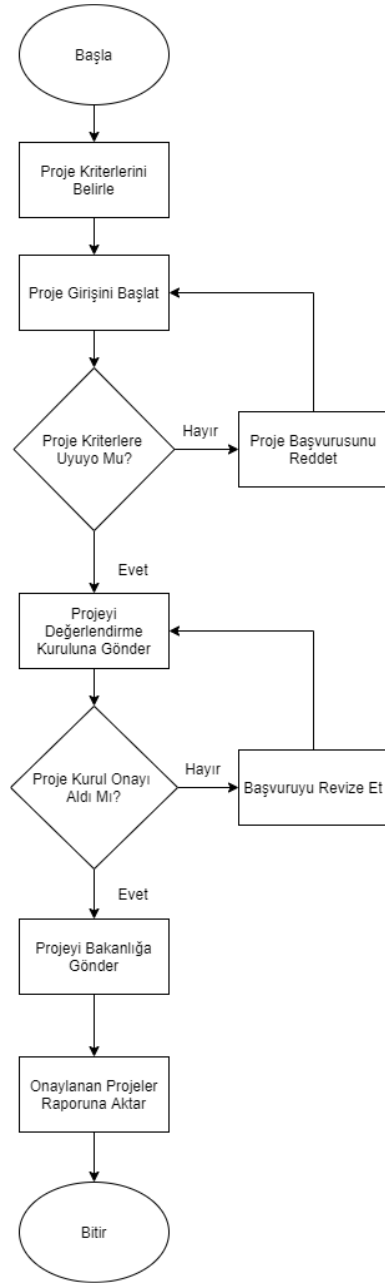 Başla
Proje Kriterlerini
Belirle
Proje Girişini Başlat
Proje Kriterlere
Uyuyo Mu?
Hayır
Proje Başvurusunu
Reddet
Evet
Projeyi
Değerlendirme
Kuruluna Gönder
Proje Kurul Onayı
Aldı Mı?
Hayır
Başvuruyu Revize Et
Evet
Projeyi Bakanlığa
Gönder
Onaylanan Projeler
Raporuna Aktar
Bitir